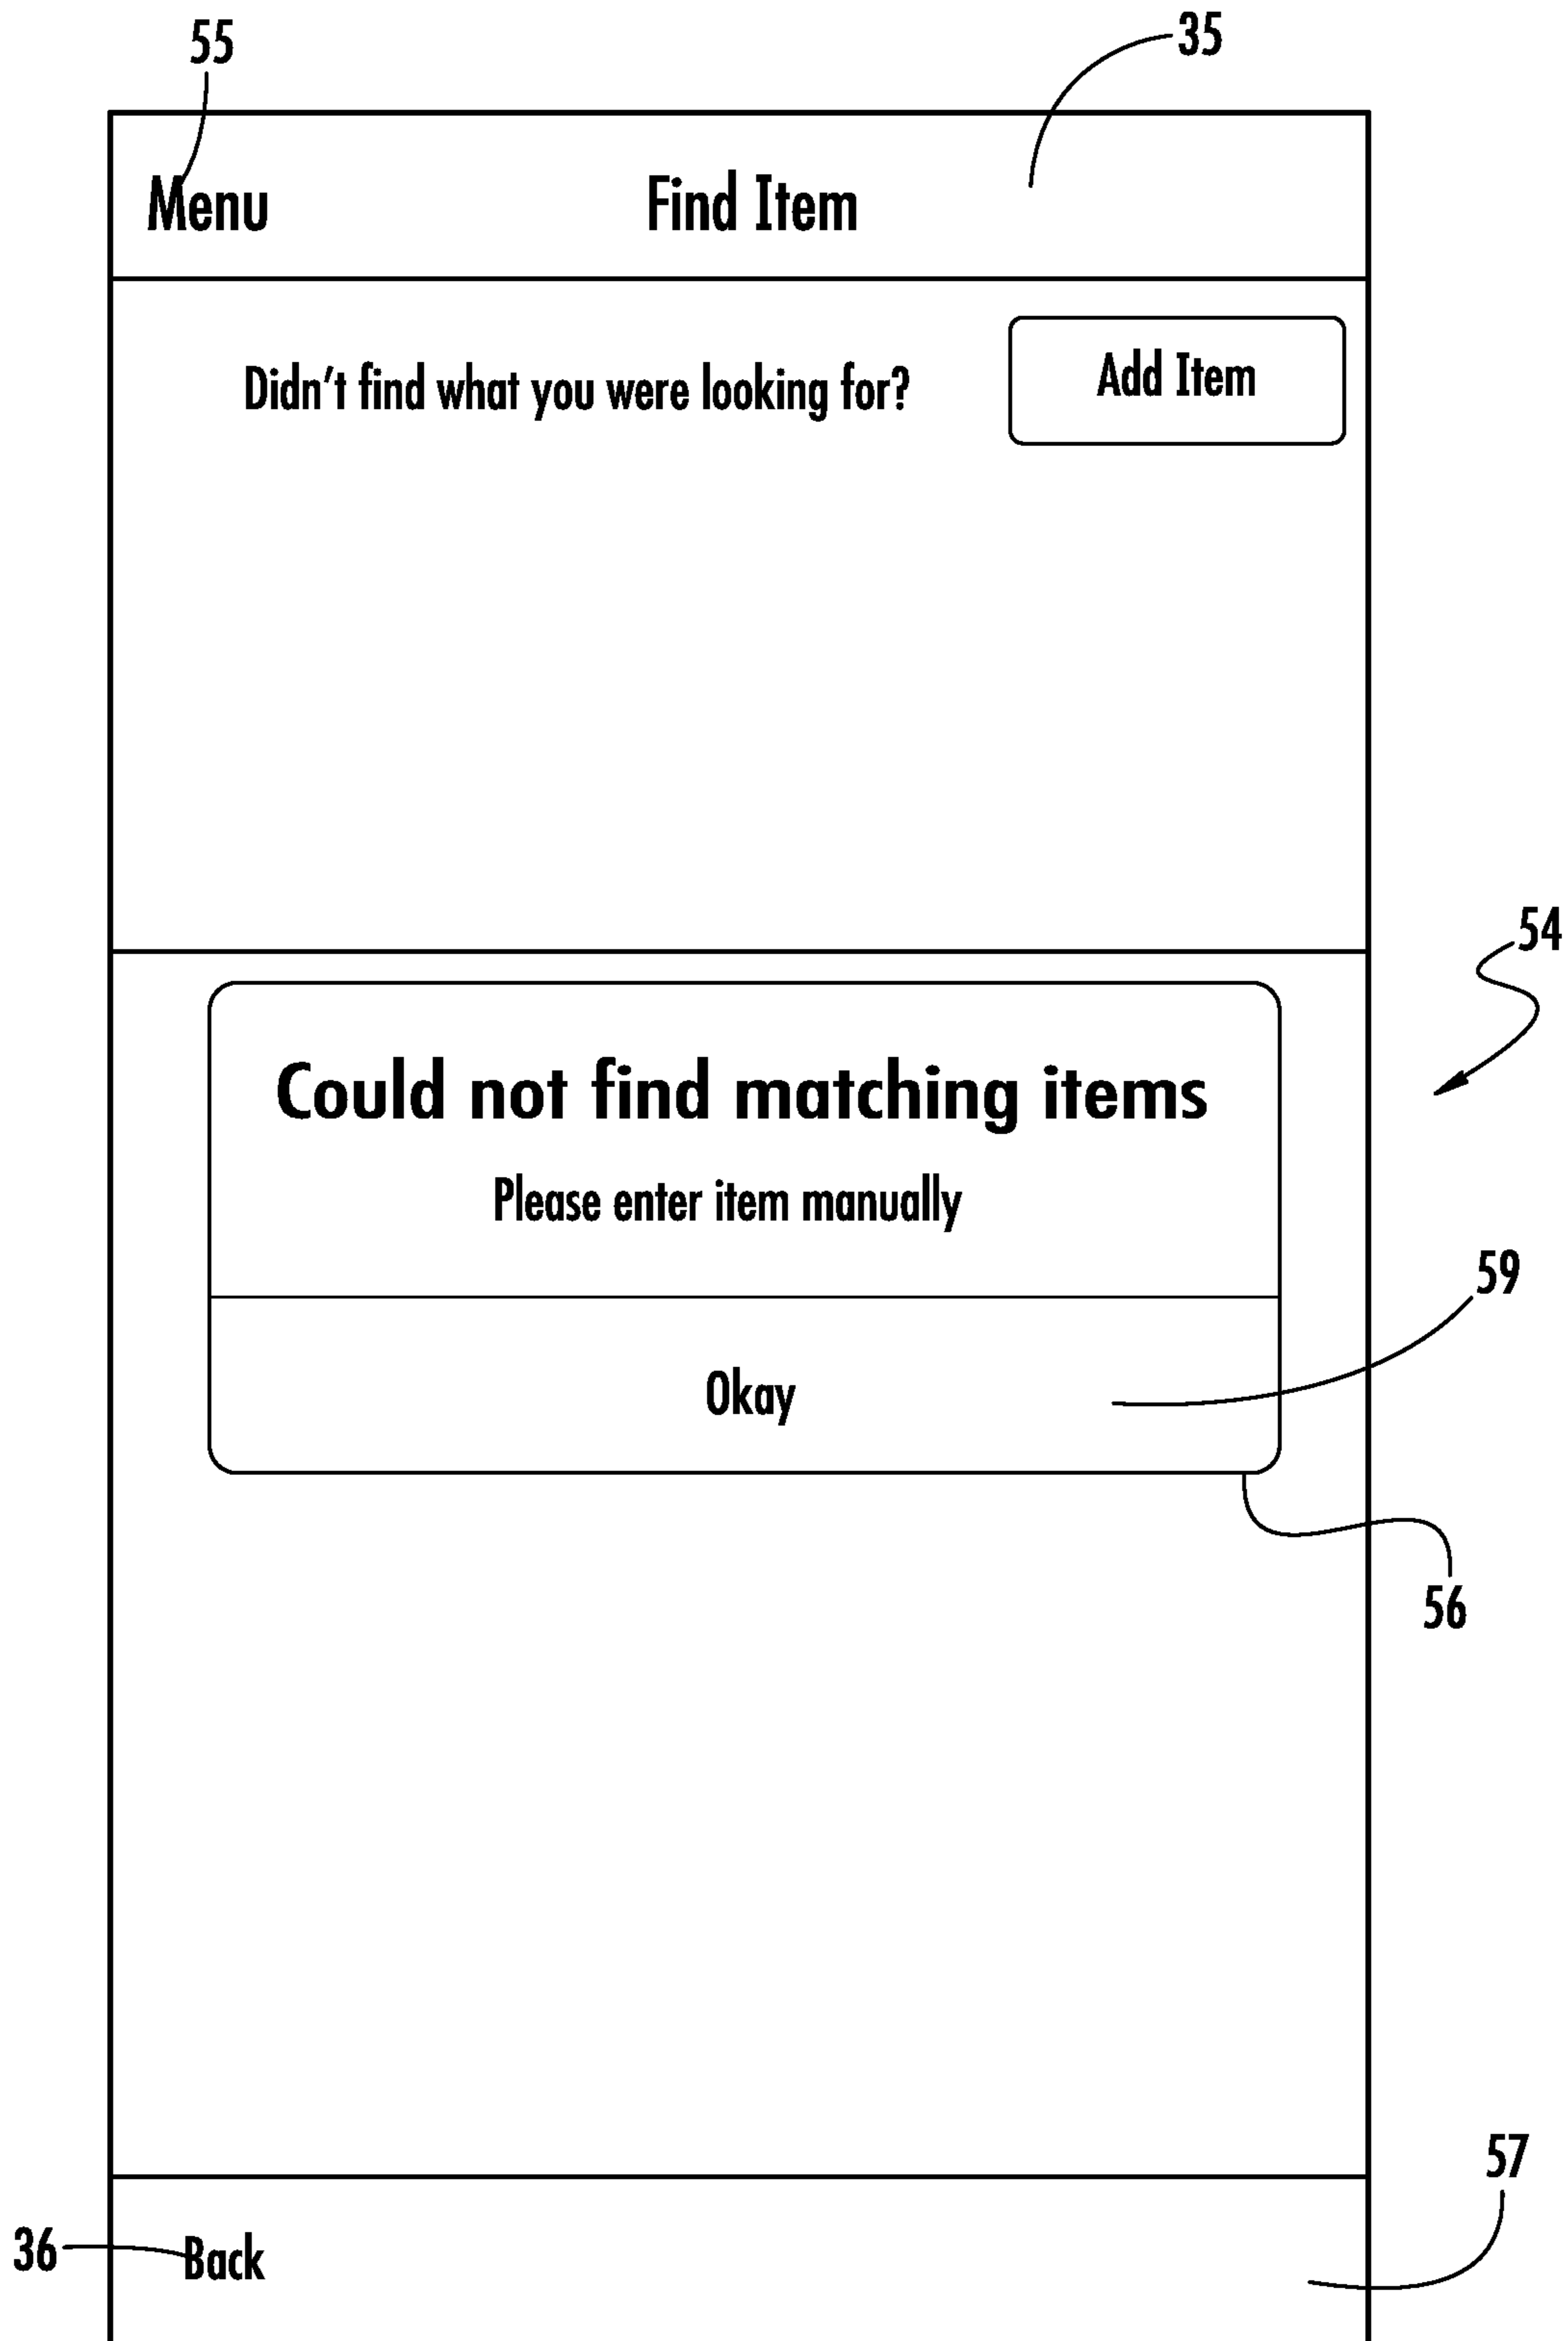 55
35
Menu
Find Item
Didn't find what you were looking for?
Add Item
54
Could not find matching items
Please enter item manually
59
Okay
56
57
36
Back